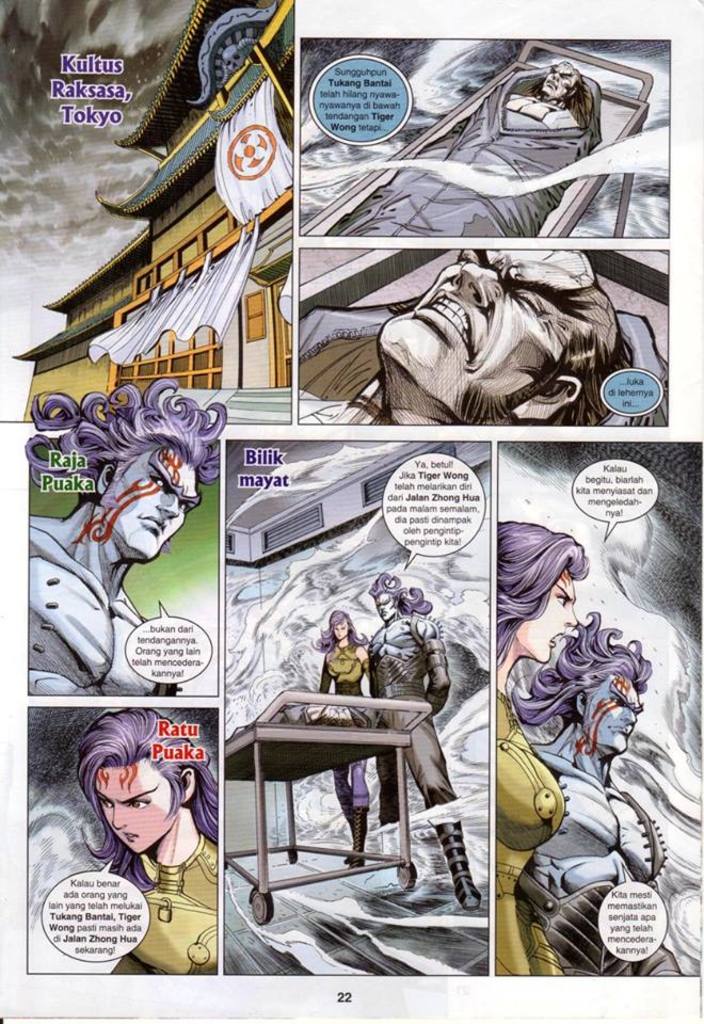 Kultus
Raksasa,
Tokyo
Sungguhpun
Tukang Bantai
telah hilang nyawa-
nyawanya di bawah
tendangan Tiger
Wong tetapi...
...luka
di lehernya
ini...
Raja
Puaka
...bukan dari
tendangannya.
Orang yang lain
telah mencedera-
kannya!
Ratu
Puaka
Kalau benar
ada orang yang
lain yang telah melukai
Tukang Bantai, Tiger
Wong pasti masih ada
di Jalan Zhong Hua
sekarang!
Bilik
mayat
Ya, betul!
Jika Tiger Wong
telah melarikan diri
dari Jalan Zhong Hua
pada malam semalam,
dia pasti dinampak
oleh pengintip-
pengintip kita!
Kalau
begitu, biarlah
kita menyiasat dan
mengeledah-
nya!
Kita mesti
memastikan
senjata apa
yang telah
mencedera-
kannya!
22